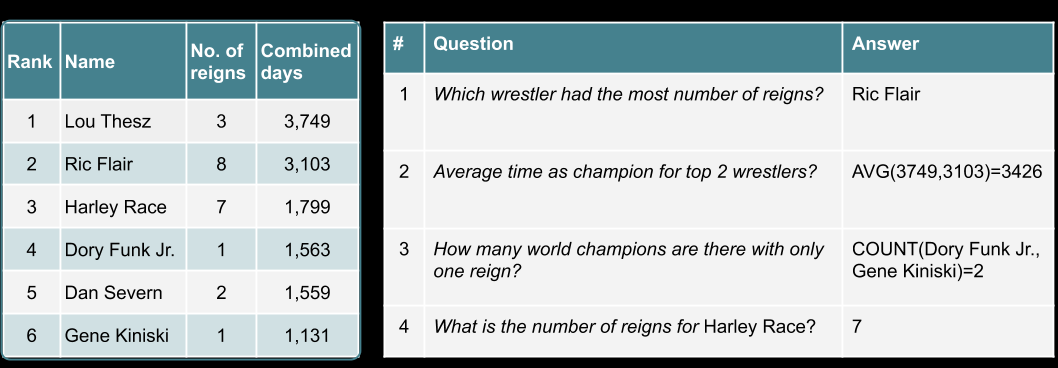 Rank Name No. of reigns Combined days
1 Lou Thesz 3 3,749
2 Ric Flair 8 3,103
3 Harley Race 7 1,799
4 Dory Funk Jr. 1 1,563
5 Dan Severn 2 1,559
6 Gene Kiniski 1 1,131
# Question Answer
1 Which wrestler had the most number of reigns? Ric Flair
2 Average time as champion for top 2 wrestlers? AVG(3749,3103)=3426
3 How many world champions are there with only
one reign?
COUNT(Dory Funk Jr.,
Gene Kiniski)=2
4 What is the number of reigns for Harley Race? 7